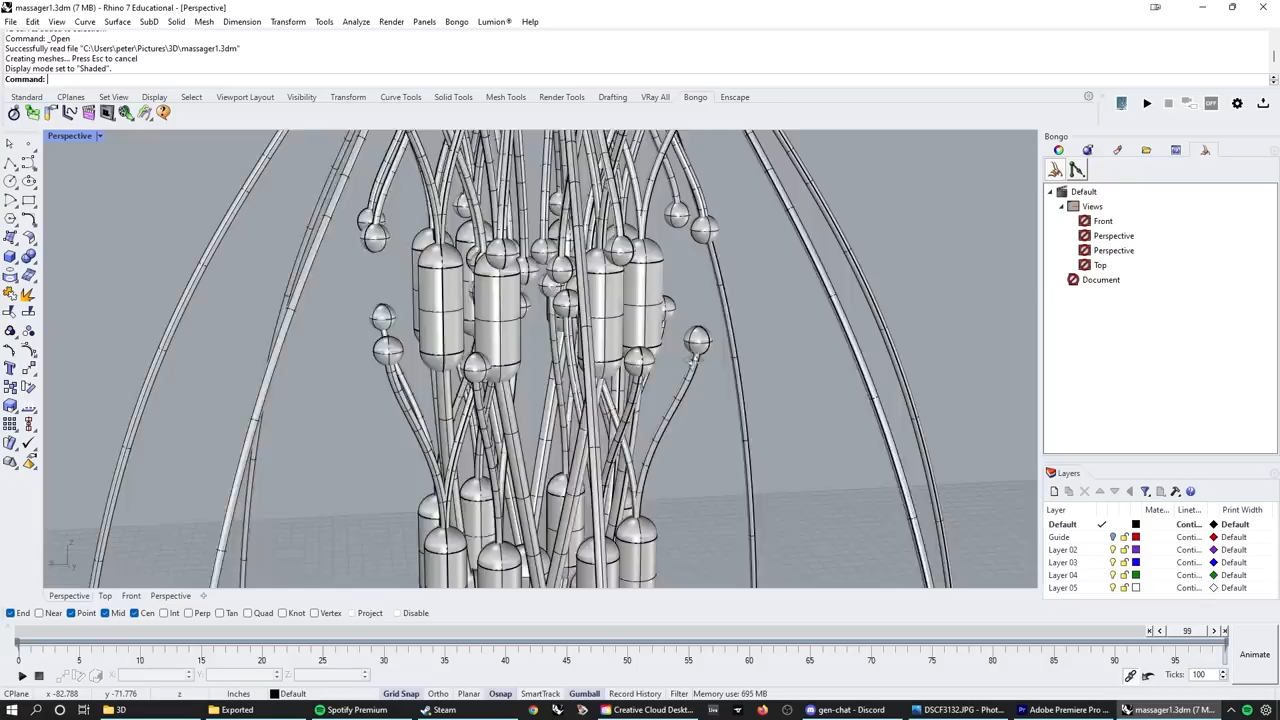 massager1.3dm (7 MB) - Rhino 7 Educational - [Perspective]
File Edit View Curve Surface SubD Solid Mesh Dimension Transform Tools Analyze Render Panels Bongo Lumion® Help
Command: _Open
Successfully read file "C:\Users\peter\Pictures\3D\massager1.3dm"
Creating meshes... Press Esc to cancel
Display mode set to "Shaded".
Command:
Standard CPlanes Set View Display Select Viewport Layout Visibility Transform Curve Tools Solid Tools Mesh Tools Render Tools Drafting VRay All Bongo Enscape
OFF
Perspective
Bongo
Default
Views
Front
Perspective
Perspective
Top
Document
Layers
Layer Mate... Linet... Print Width
Default Conti... Default
Guide Conti... Default
Layer 02 Conti... Default
Layer 03 Conti... Default
Layer 04 Conti... Default
Layer 05 Conti... Default
z
x
y
Perspective Top Front Perspective
End Near Point Mid Cen Int Perp Tan Quad Knot Vertex Project Disable
99
0 5 10 15 20 25 30 35 40 45 50 55 60 65 70 75 80 85 90 95
Animate
X: Y: Z: Ticks: 100
CPlane x -82.788 y -71.776 z Inches Default Grid Snap Ortho Planar Osnap SmartTrack Gumball Record History Filter Memory use: 695 MB
3D Exported Spotify Premium Steam Creative Cloud Desk... gen-chat - Discord DSCF3132.JPG - Phot... Adobe Premiere Pro ... massager1.3dm (7 M...